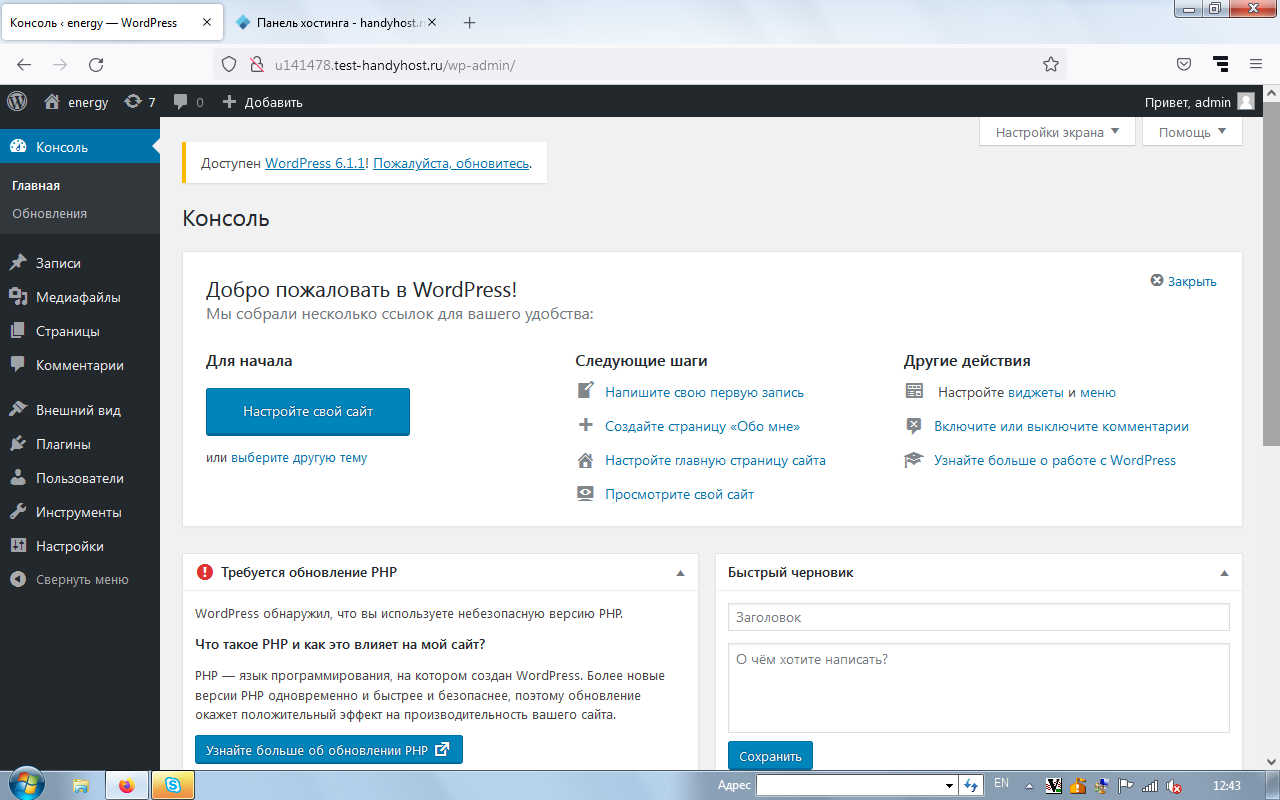 Консоль ‹ energy — WordPress
Панель хостинга - handyhost.r
u141478.test-handyhost.ru/wp-admin/
energy 7 0 Добавить
Привет, admin
Консоль
Главная
Обновления
Записи
Медиафайлы
Страницы
Комментарии
Внешний вид
Плагины
Пользователи
Инструменты
Настройки
Свернуть меню
Настройки экрана
Помощь
Доступен WordPress 6.1.1! Пожалуйста, обновитесь.
Консоль
Добро пожаловать в WordPress!
Закрыть
Мы собрали несколько ссылок для вашего удобства:
Для начала
Настройте свой сайт
или выберите другую тему
Следующие шаги
Напишите свою первую запись
Создайте страницу «Обо мне»
Настройте главную страницу сайта
Просмотрите свой сайт
Другие действия
Настройте виджеты и меню
Включите или выключите комментарии
Узнайте больше о работе с WordPress
Требуется обновление PHP
WordPress обнаружил, что вы используете небезопасную версию PHP.
Что такое PHP и как это влияет на мой сайт?
PHP — язык программирования, на котором создан WordPress. Более новые
версии PHP одновременно и быстрее и безопаснее, поэтому обновление
окажет положительный эффект на производительность вашего сайта.
Узнайте больше об обновлении PHP
Быстрый черновик
Заголовок
О чём хотите написать?
Сохранить
Адрес
EN
12:43